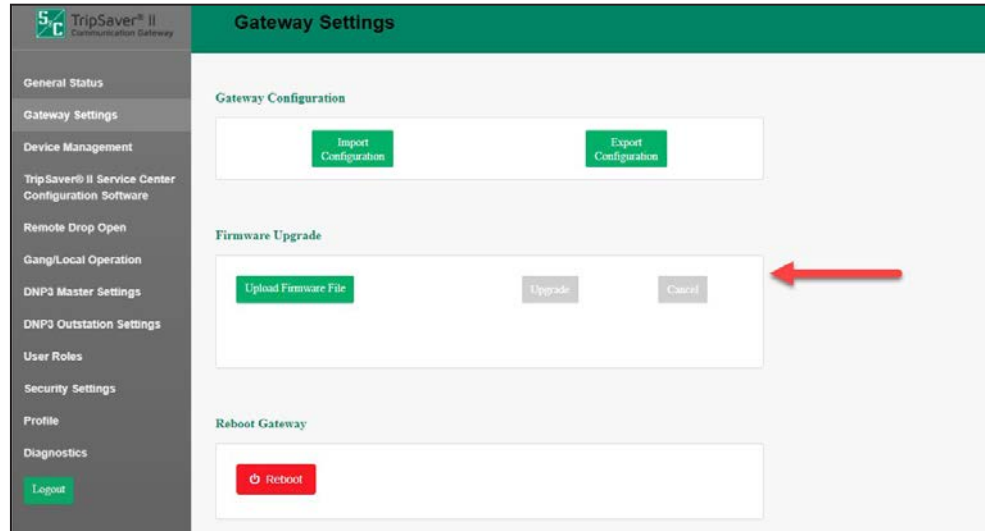 S&C TripSaver® II
Communication Gateway
Gateway Settings
General Status
Gateway Settings
Device Management
TripSaver® II Service Center
Configuration Software
Remote Drop Open
Gang/Local Operation
DNP3 Master Settings
DNP3 Outstation Settings
User Roles
Security Settings
Profile
Diagnostics
Logout
Gateway Configuration
Import
Configuration
Export
Configuration
Firmware Upgrade
Upload Firmware File
Upgrade
Cancel
Reboot Gateway
Reboot